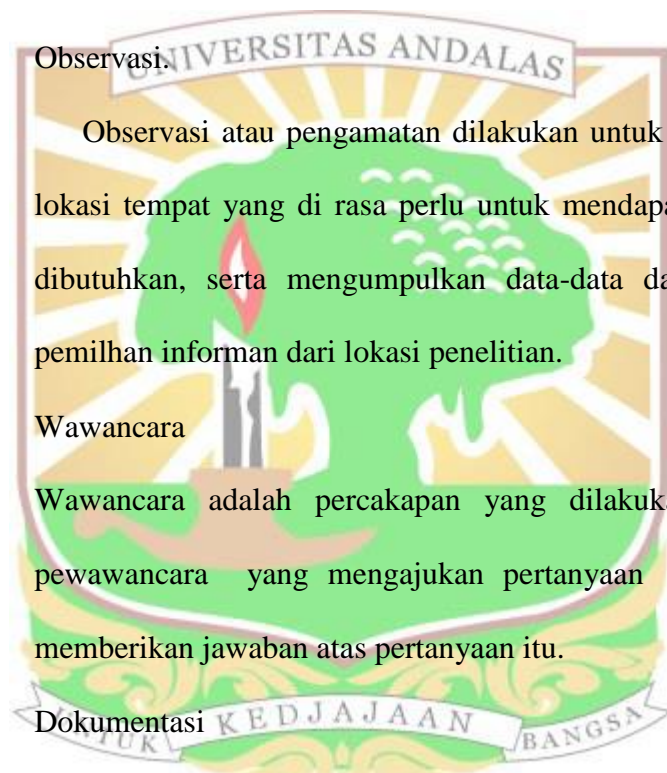 UNIVERSITAS ANDALAS
Observasi.
Observasi atau pengamatan dilakukan untuk
lokasi tempat yang di rasa perlu untuk mendapa
dibutuhkan, serta mengumpulkan data-data da
pemilhan informan dari lokasi penelitian.
Wawancara
Wawancara adalah percakapan yang dilakuka
pewawancara yang mengajukan pertanyaan
memberikan jawaban atas pertanyaan itu.
Dokumentasi
UNTUK KEDJAJAAN BANGSA